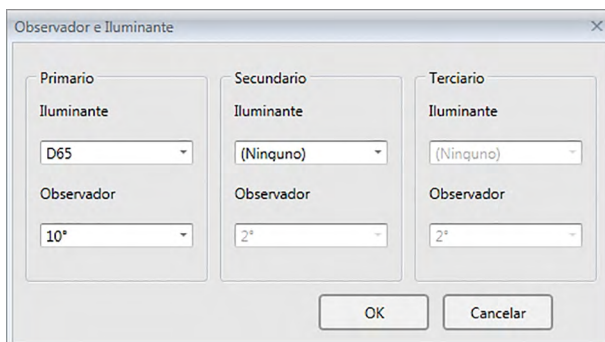 Observador e Iluminante
Primario
Iluminante
D65
Observador
10°
Secundario
Iluminante
(Ninguno)
Observador
2°
Terciario
Iluminante
(Ninguno)
Observador
2°
OK
Cancelar